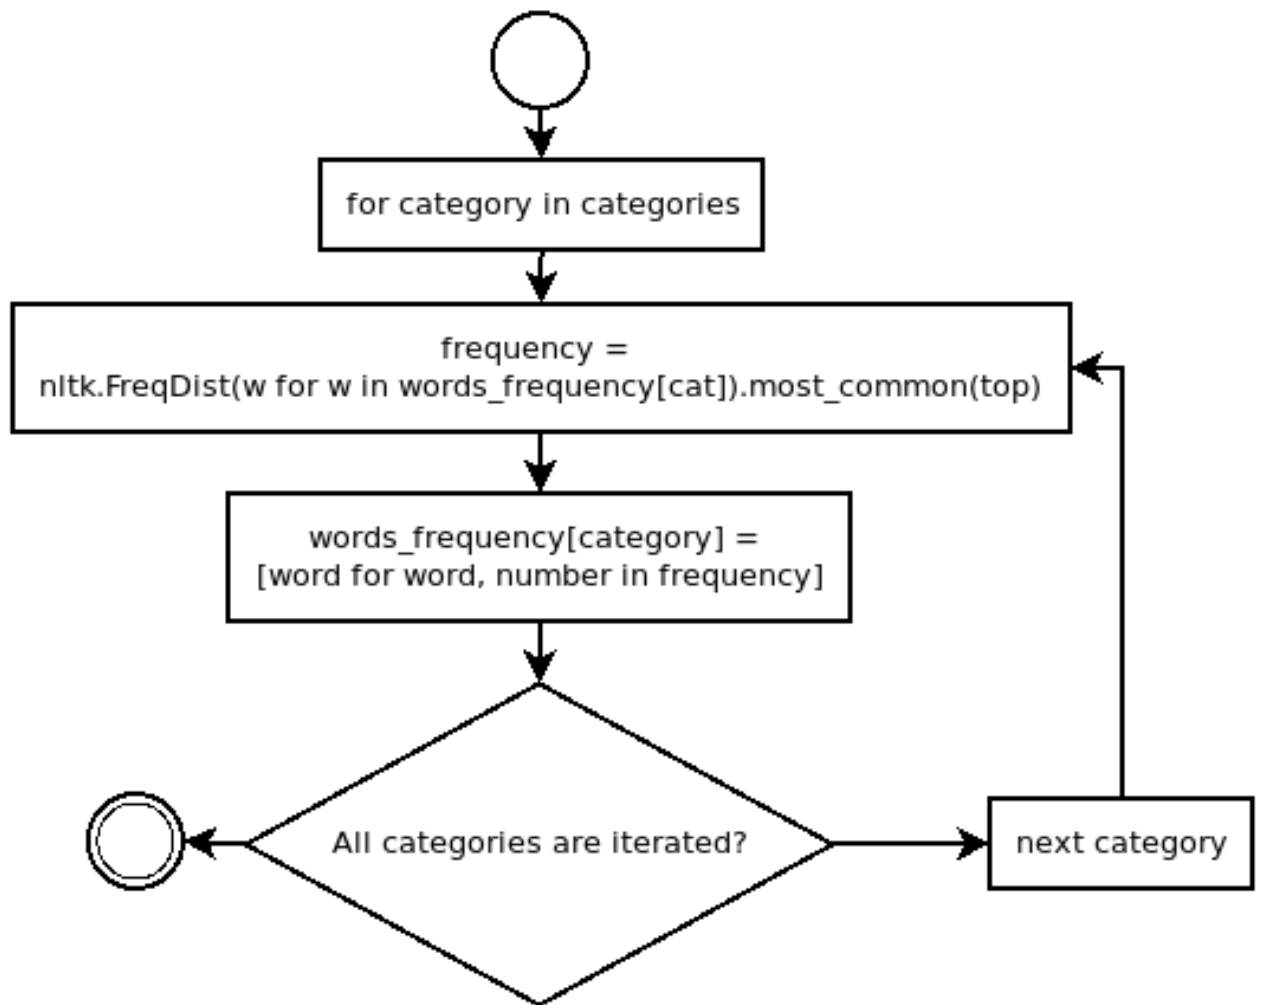 for category in categories
frequency =
nltk.FreqDist(w for w in words_frequency[cat]).most_common(top)
words_frequency[category] =
[word for word, number in frequency]
All categories are iterated?
next category